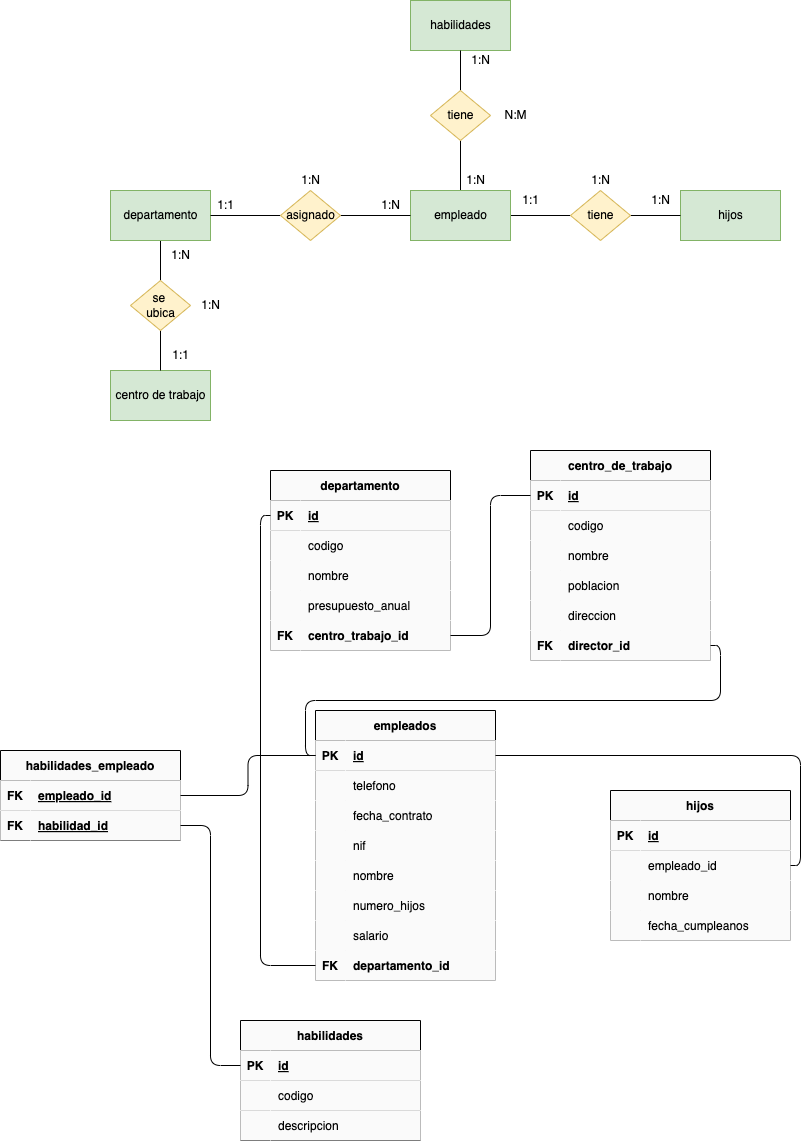 habilidades
1:N
tiene
N:M
1:N
1:N
1:N
departamento
1:1
asignado
1:N
empleado
1:1
tiene
1:N
hijos
1:N
se
ubica
1:N
1:1
centro de trabajo
departamento
PK id
codigo
nombre
presupuesto_anual
FK centro_trabajo_id
centro_de_trabajo
PK id
codigo
nombre
poblacion
direccion
FK director_id
empleados
PK id
telefono
fecha_contrato
nif
nombre
numero_hijos
salario
FK departamento_id
habilidades_empleado
FK empleado_id
FK habilidad_id
hijos
PK id
empleado_id
nombre
fecha_cumpleanos
habilidades
PK id
codigo
descripcion